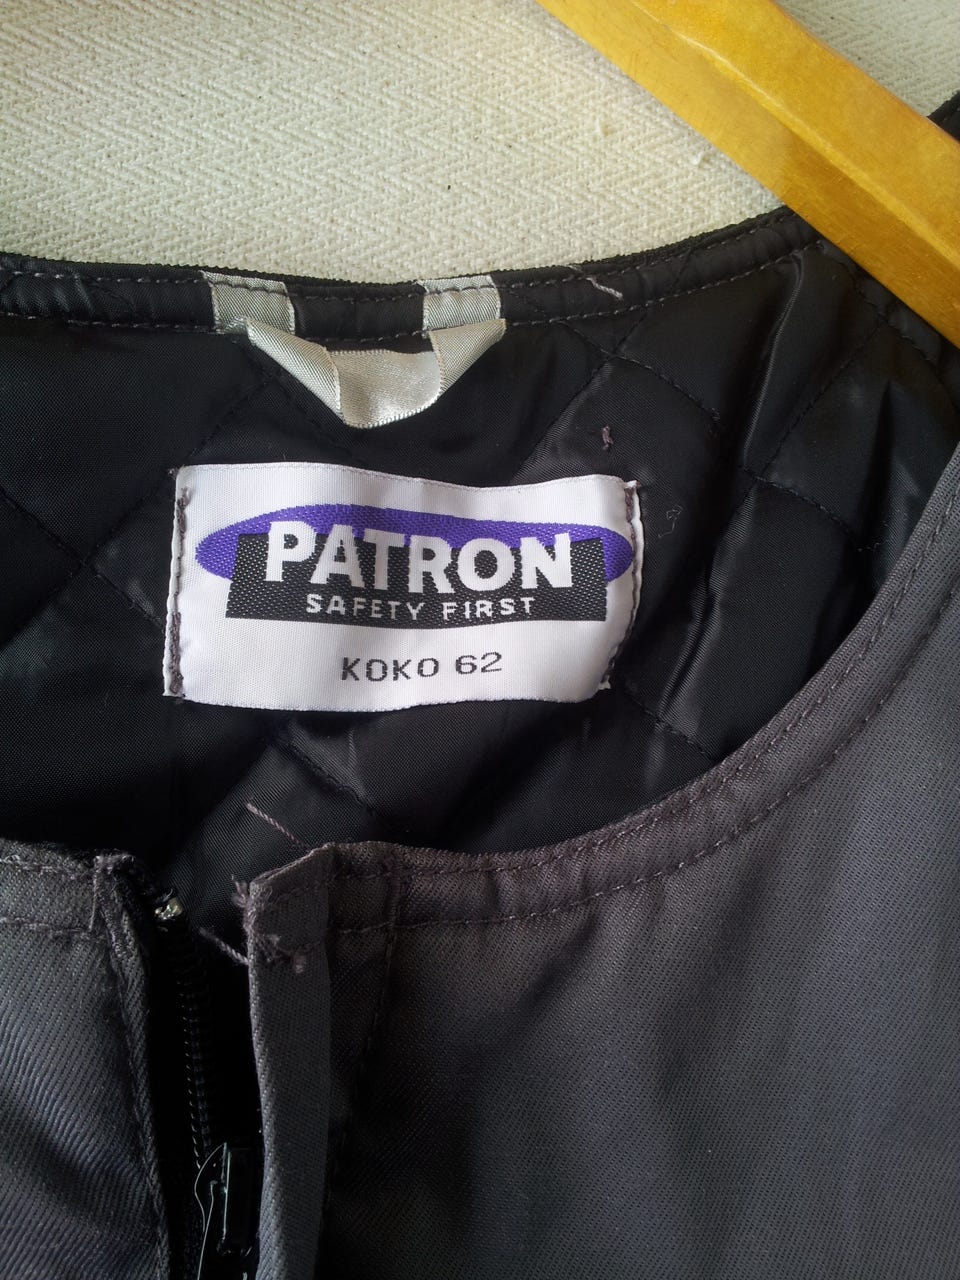 PATRON
SAFETY FIRST
KOKO 62